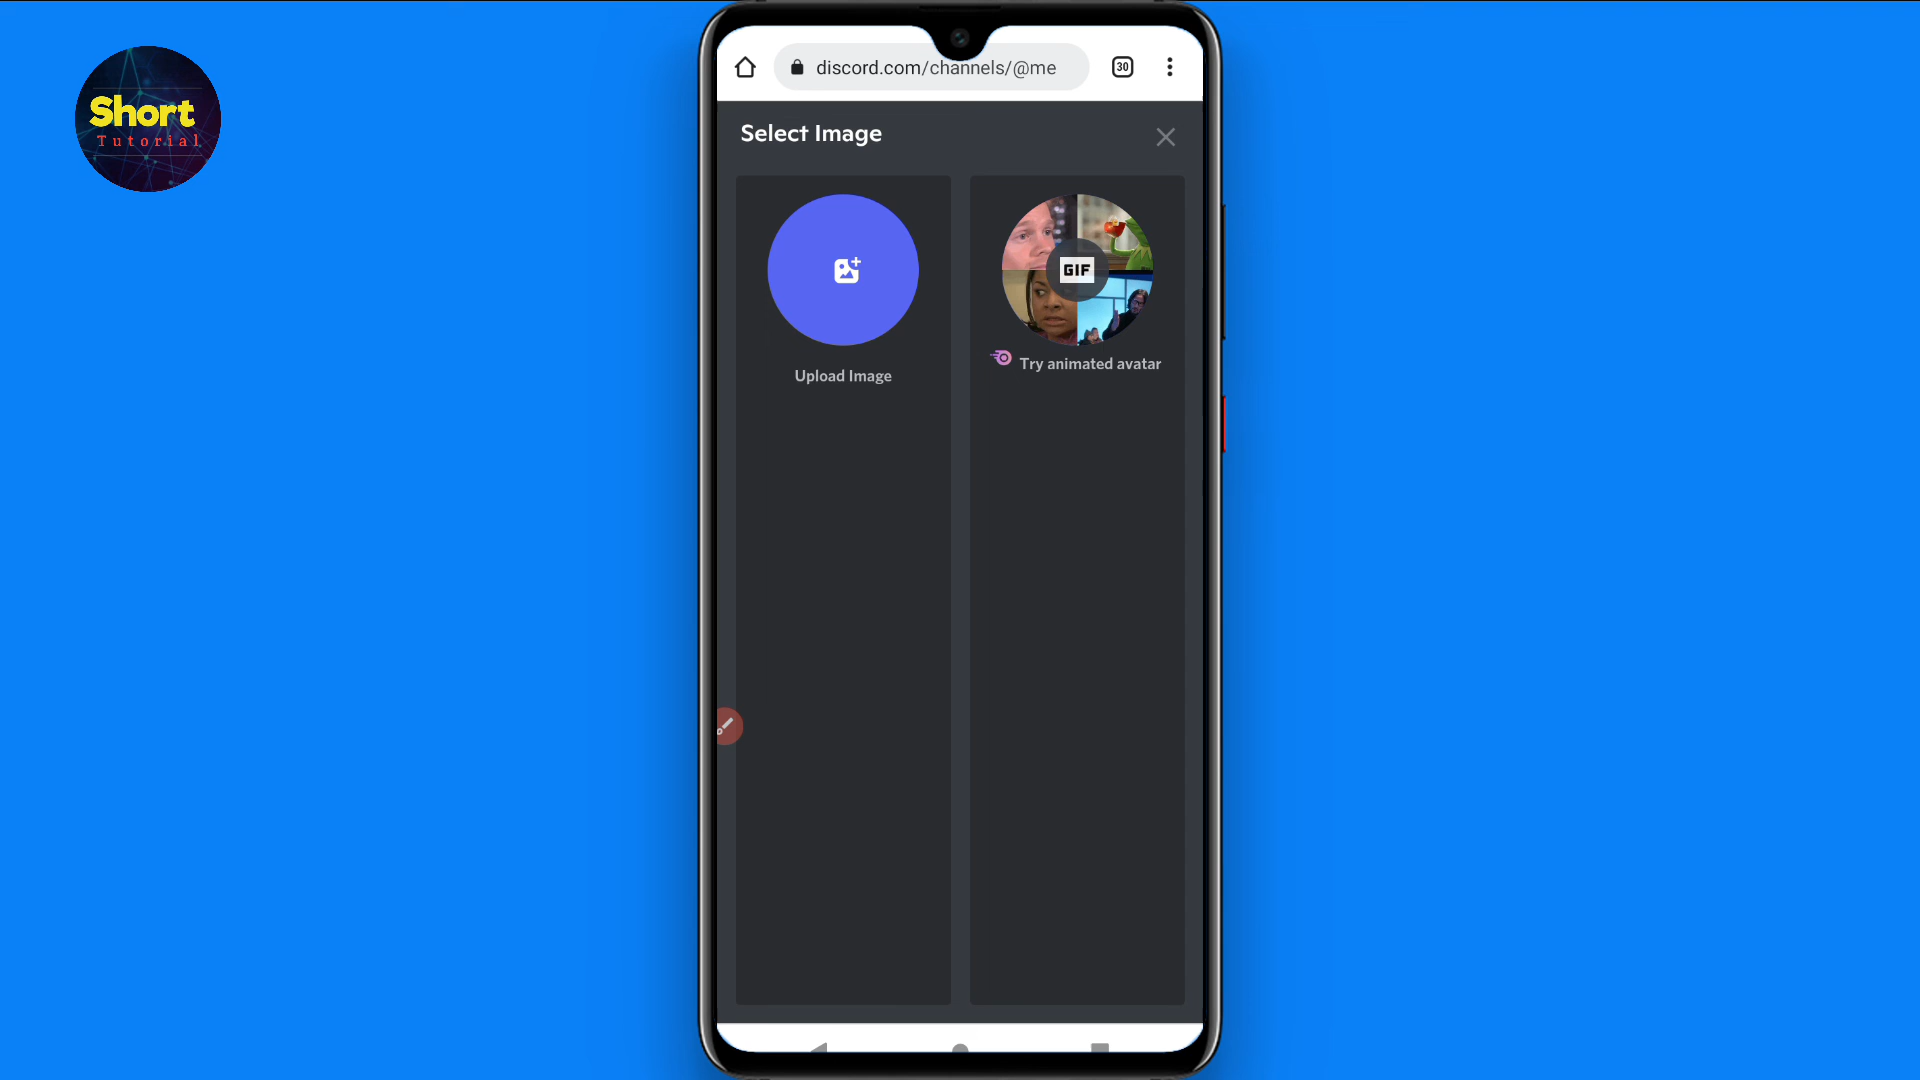 Short
Tutorial
discord.com/channels/@me
30
Select Image
GIF
Upload Image
Try animated avatar